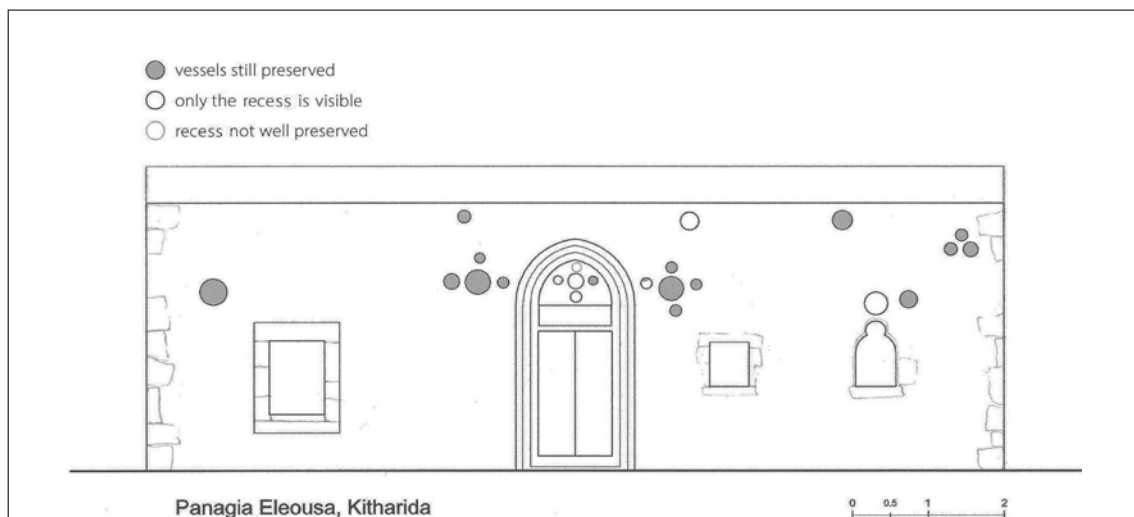 vessels still preserved
only the recess is visible
recess not well preserved
Panagia Eleousa, Kitharida
0 0.5 1 2